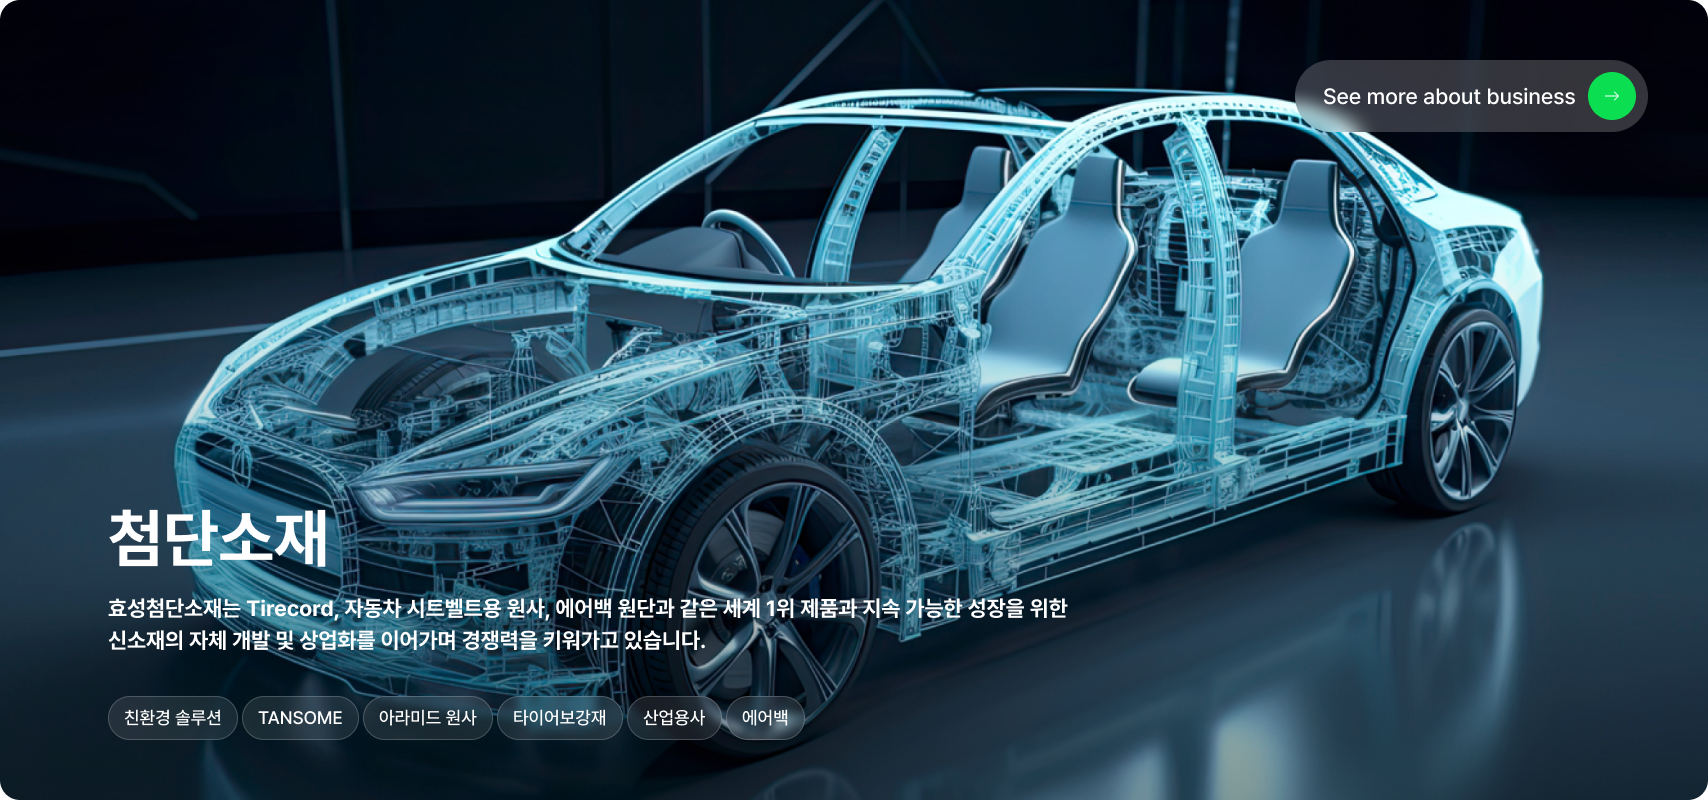 See more about business
첨단소재
효성첨단소재는 Tirecord, 자동차 시트벨트용 원사, 에어백 원단과 같은 세계 1위 제품과 지속 가능한 성장을 위한
신소재의 자체 개발 및 상업화를 이어가며 경쟁력을 키워가고 있습니다.
친환경 솔루션 TANSOME 아라미드 원사 타이어보강재 산업용사 에어백